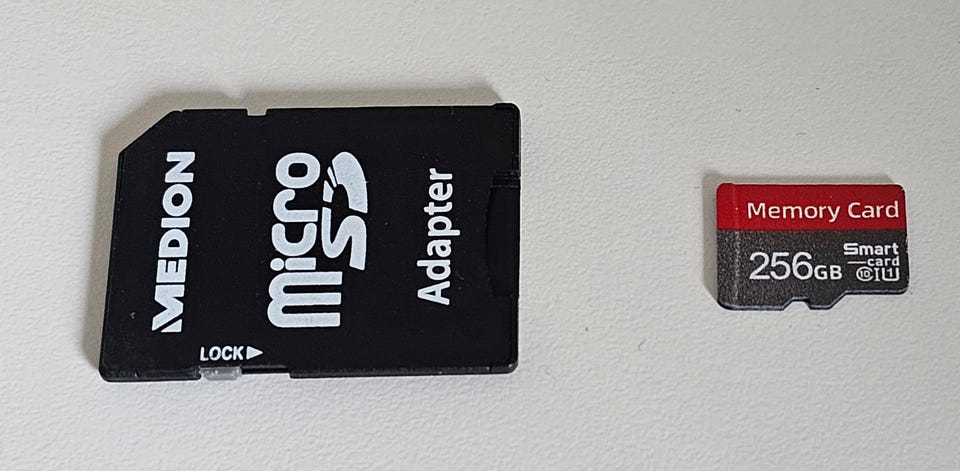 MEDION
micro
SD
Adapter
LOCK
Memory Card
256GB
Smart
card
10 I U1